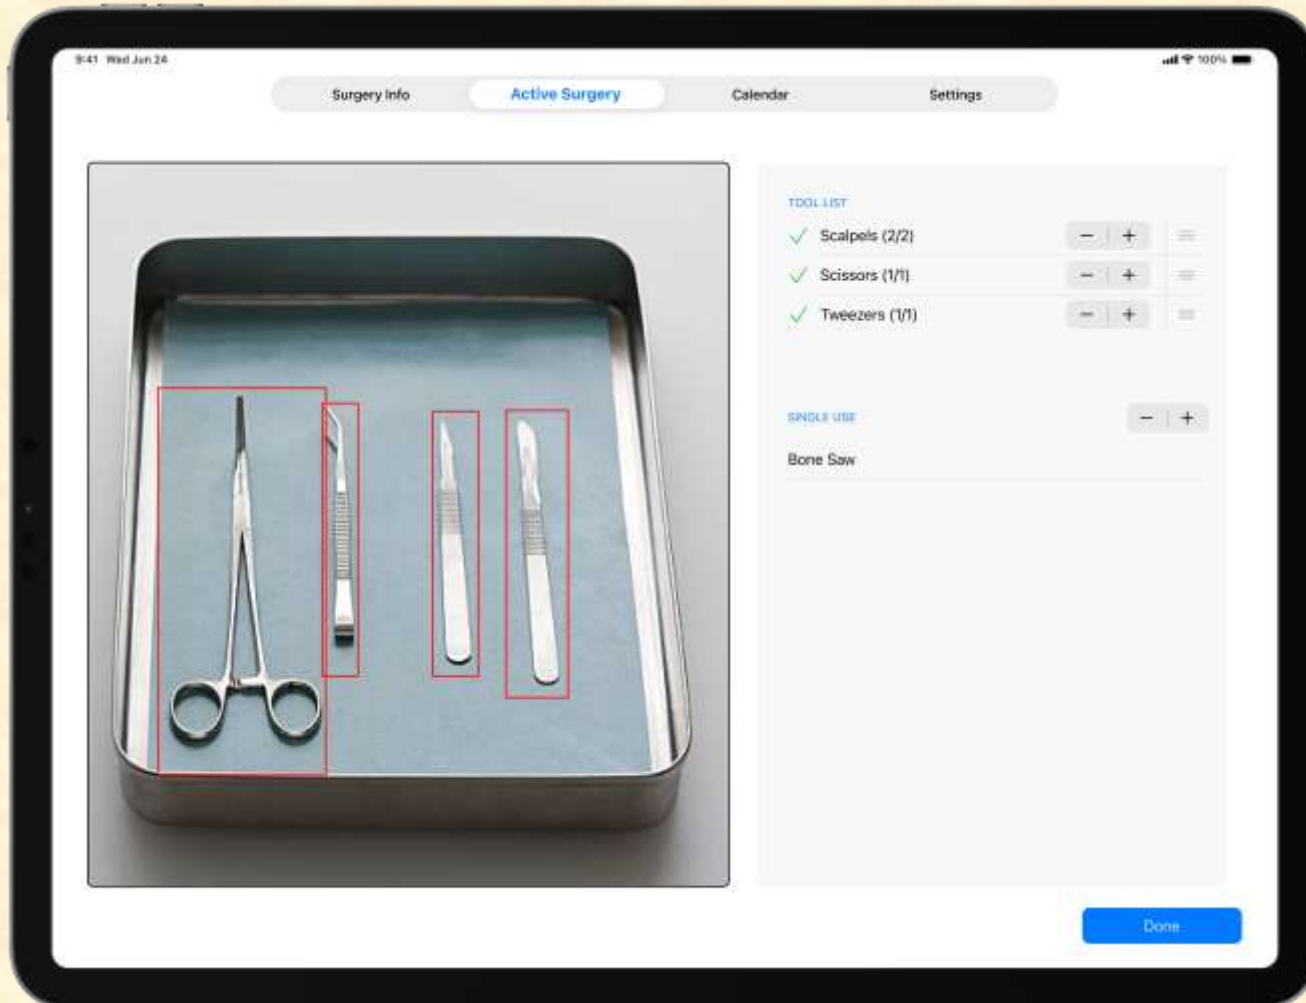 9:41 Wed Jun 24
100%
Surgery Info
Active Surgery
Calendar
Settings
TOOL LIST
Scalpels (2/2)
− +
Scissors (1/1)
− +
Tweezers (1/1)
− +
SINGLE USE
− +
Bone Saw
Done